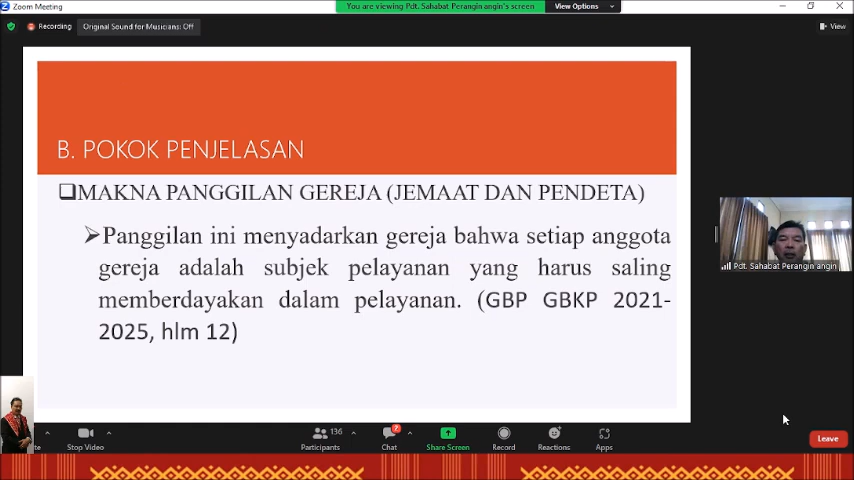 Zoom Meeting
You are viewing Pdt. Sahabat Perangin angin's screen
View Options
Recording
Original Sound for Musicians: Off
View
B. POKOK PENJELASAN
MAKNA PANGGILAN GEREJA (JEMAAT DAN PENDETA)
Panggilan ini menyadarkan gereja bahwa setiap anggota
gereja adalah subjek pelayanan yang harus saling
memberdayakan dalam pelayanan. (GBP GBKP 2021-
2025, hlm 12)
Pdt. Sahabat Perangin angin
Stop Video
136
Participants
7
Chat
Share Screen
Record
Reactions
Apps
Leave